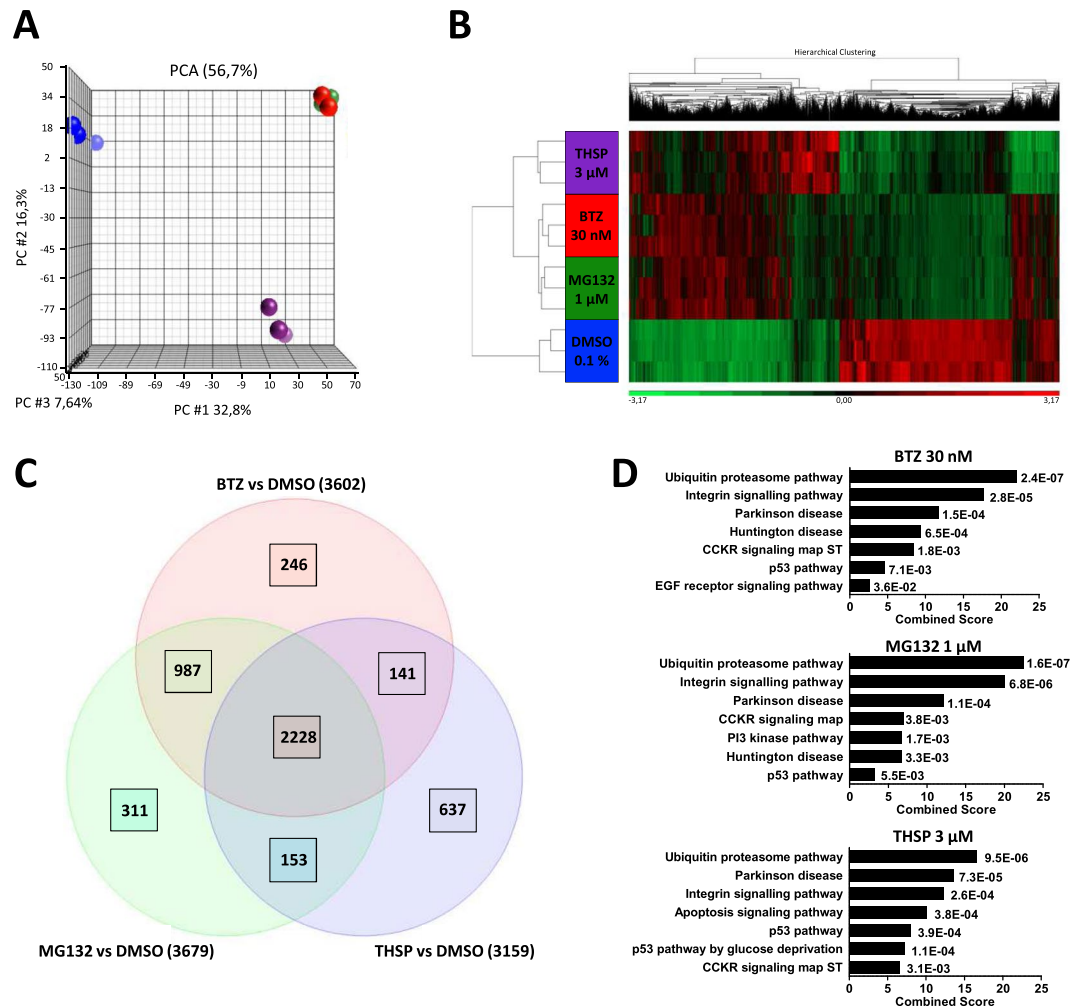 A
PCA (56,7%)
50
34
18
2
-13
-30
-45
-61
-77
-93
-110
PC #2 16,3%
50
-130
-109
-89
-69
-49
-29
-9
10
30
50
70
PC #3 7,64%
PC #1 32,8%
B
Hierarchical Clustering
THSP
3 µM
BTZ
30 nM
MG132
1 µM
DMSO
0.1 %
-3,17
0,00
3,17
C
BTZ vs DMSO (3602)
246
987
141
2228
311
637
153
MG132 vs DMSO (3679)
THSP vs DMSO (3159)
D
BTZ 30 nM
Ubiquitin proteasome pathway 2.4E-07
Integrin signalling pathway 2.8E-05
Parkinson disease 1.5E-04
Huntington disease 6.5E-04
CCKR signaling map ST 1.8E-03
p53 pathway 7.1E-03
EGF receptor signaling pathway 3.6E-02
0 5 10 15 20 25
Combined Score
MG132 1 µM
Ubiquitin proteasome pathway 1.6E-07
Integrin signalling pathway 6.8E-06
Parkinson disease 1.1E-04
CCKR signaling map 3.8E-03
PI3 kinase pathway 1.7E-03
Huntington disease 3.3E-03
p53 pathway 5.5E-03
0 5 10 15 20 25
Combined Score
THSP 3 µM
Ubiquitin proteasome pathway 9.5E-06
Parkinson disease 7.3E-05
Integrin signalling pathway 2.6E-04
Apoptosis signaling pathway 3.8E-04
p53 pathway 3.9E-04
p53 pathway by glucose deprivation 1.1E-04
CCKR signaling map ST 3.1E-03
0 5 10 15 20 25
Combined Score